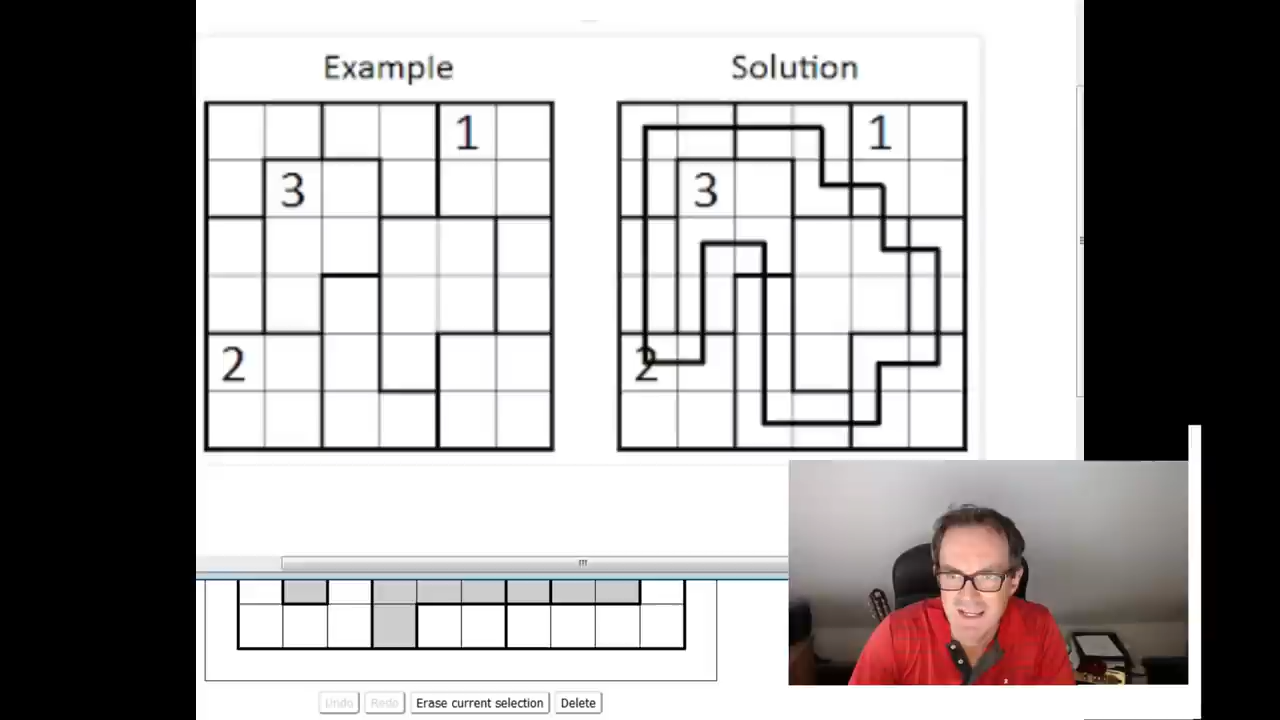 Example Solution
1 1
3 3
2 2
Undo Redo Erase current selection Delete